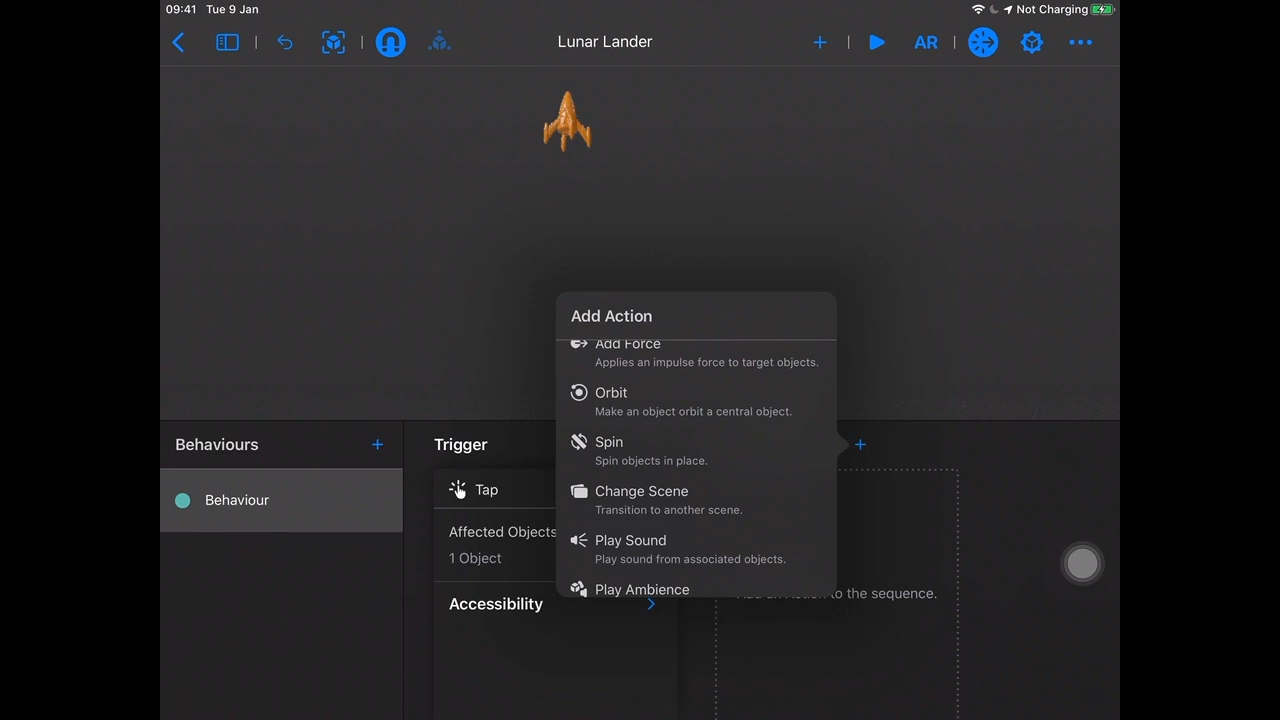 09:41 Tue 9 Jan
Not Charging
Lunar Lander
AR
Add Action
Add Force
Applies an impulse force to target objects.
Orbit
Make an object orbit a central object.
Spin
Spin objects in place.
Change Scene
Transition to another scene.
Play Sound
Play sound from associated objects.
Play Ambience
Behaviours
Behaviour
Trigger
Tap
Affected Objects
1 Object
Accessibility
to the sequence.